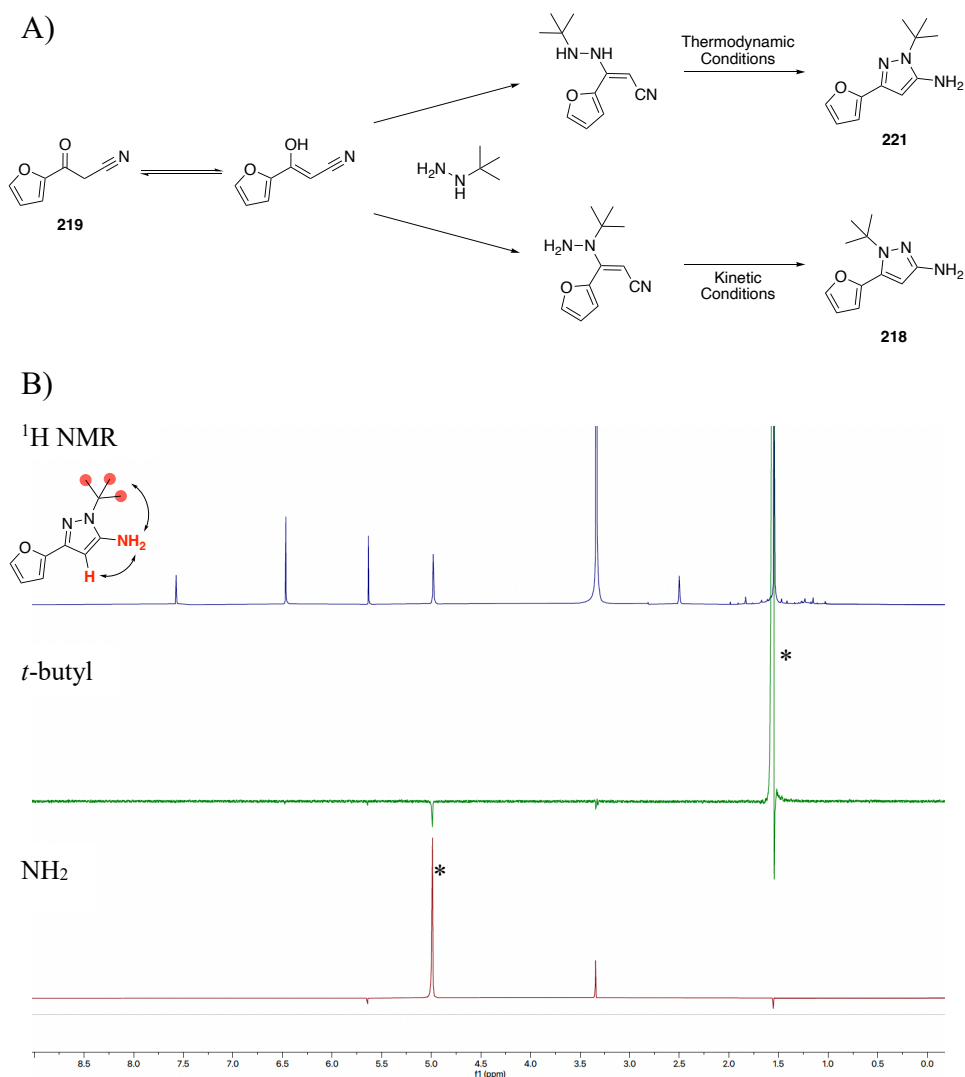 A)
O
N
O
219
OH
N
O
H2N
N
H
HN-NH
O
CN
Thermodynamic
Conditions
N
N
NH2
O
221
H2N
N
O
CN
Kinetic
Conditions
N
N
NH2
O
218
B)
1H NMR
N
N
NH2
O
H
t-butyl
*
NH2
*
8.5 8.0 7.5 7.0 6.5 6.0 5.5 5.0 4.5 4.0 3.5 3.0 2.5 2.0 1.5 1.0 0.5 0.0
f1 (ppm)